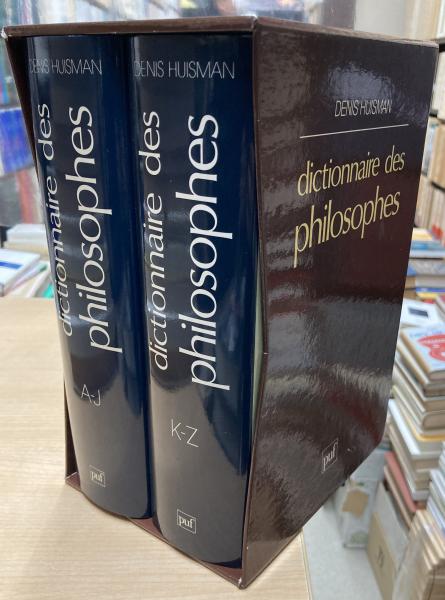 DENIS HUISMAN
dictionnaire des
philosophes
A-J
puf
DENIS HUISMAN
dictionnaire des
philosophes
K-Z
puf
DENIS HUISMAN
dictionnaire des
philosophes
puf